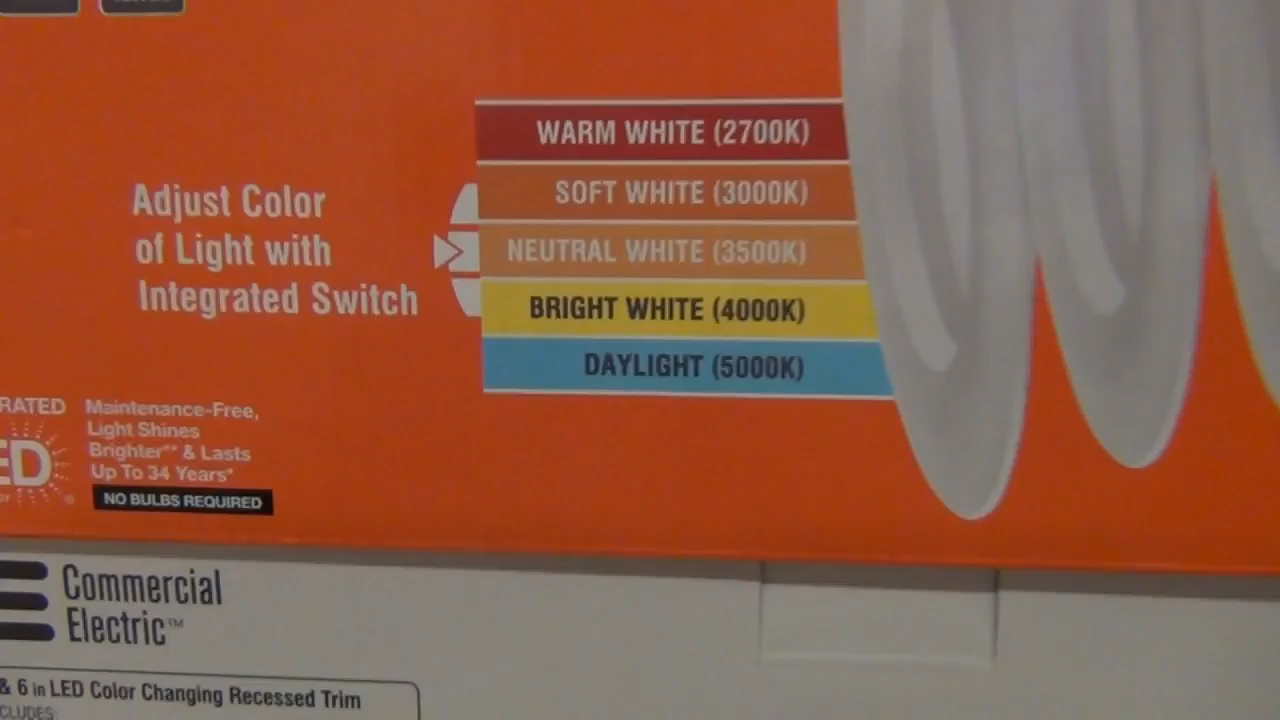 WARM WHITE (2700K)
SOFT WHITE (3000K)
NEUTRAL WHITE (3500K)
BRIGHT WHITE (4000K)
DAYLIGHT (5000K)
Adjust Color
of Light with
Integrated Switch
RATED
ED
Maintenance-Free,
Light Shines
Brighter** & Lasts
Up To 34 Years*
NO BULBS REQUIRED
Commercial
Electric™
& 6 in LED Color Changing Recessed Trim
CLUDES: